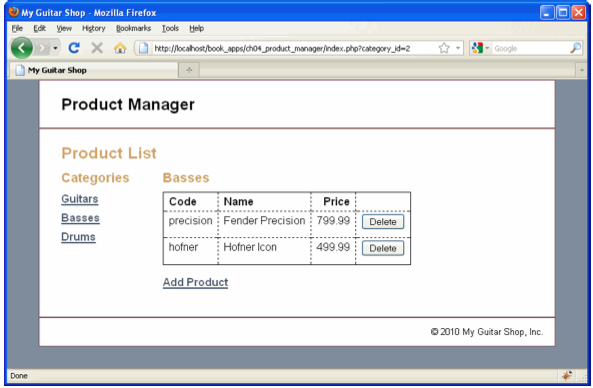 My Guitar Shop - Mozilla Firefox
File Edit View History Bookmarks Tools Help
http://localhost/book_apps/ch04_product_manager/index.php?category_id=2 Google
My Guitar Shop
Product Manager
Product List
Categories Basses
Guitars
Basses
Drums
Code Name Price
precision Fender Precision 799.99 Delete
hofner Hofner Icon 499.99 Delete
Add Product
© 2010 My Guitar Shop, Inc.
Done